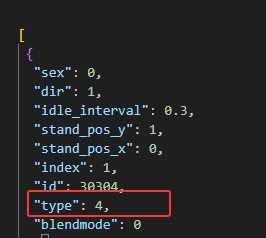 [
{
"sex": 0,
"dir": 1,
"idle_interval": 0.3,
"stand_pos_y": 1,
"stand_pos_x": 0,
"index": 1,
"id": 30304,
"type": 4,
"blendmode": 0